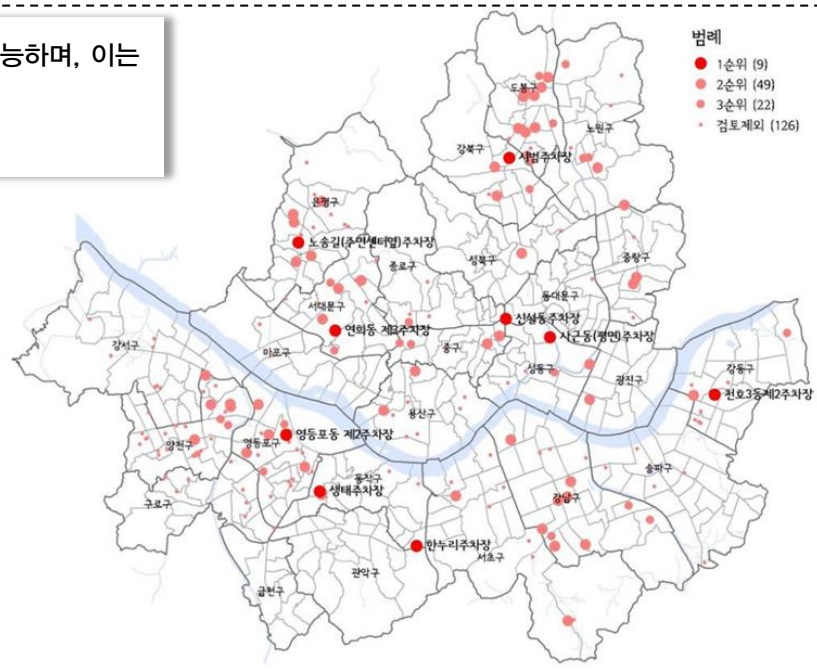 능하며, 이는
범례
1순위 (9)
2순위 (49)
3순위 (22)
검토제외 (126)
도봉구
노원구
강북구
시범주차장
은평구
노송길(주민센터옆)주차장
종로구
성북구
중랑구
서대문구
동대문구
연희동 제3주차장
신설동주차장
사근동(평면)주차장
강서구
마포구
중구
성동구
광진구
강동구
천호3동제2주차장
용산구
양천구
영등포구
영등포동 제2주차장
송파구
동작구
생태주차장
강남구
구로구
한누리주차장
서초구
관악구
금천구